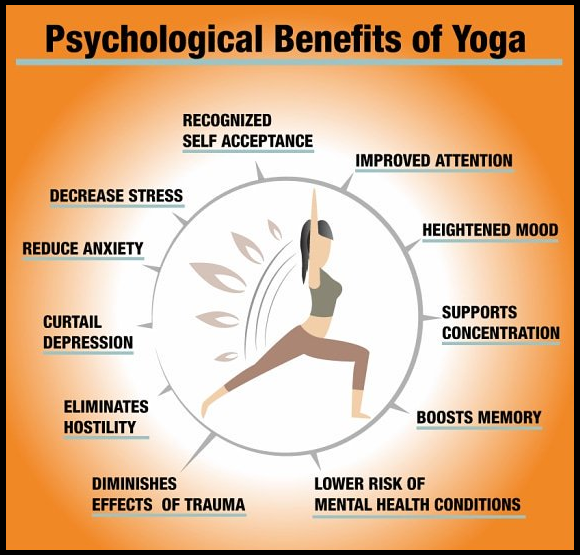 Psychological Benefits of Yoga
RECOGNIZED
SELF ACCEPTANCE
IMPROVED ATTENTION
DECREASE STRESS
HEIGHTENED MOOD
REDUCE ANXIETY
SUPPORTS
CONCENTRATION
CURTAIL
DEPRESSION
ELIMINATES
HOSTILITY
BOOSTS MEMORY
DIMINISHES
EFFECTS OF TRAUMA
LOWER RISK OF
MENTAL HEALTH CONDITIONS